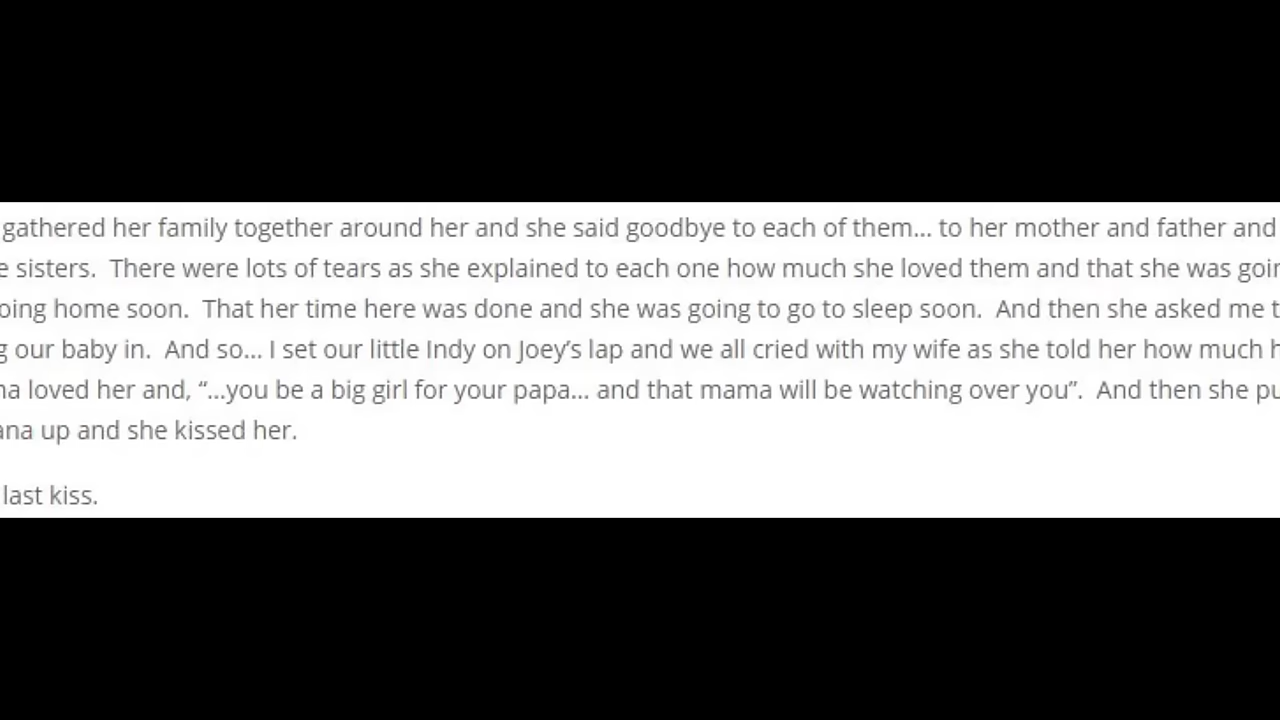 gathered her family together around her and she said goodbye to each of them... to her mother and father and
e sisters.  There were lots of tears as she explained to each one how much she loved them and that she was goin
oing home soon.  That her time here was done and she was going to go to sleep soon.  And then she asked me t
g our baby in.  And so... I set our little Indy on Joey’s lap and we all cried with my wife as she told her how much h
na loved her and, “...you be a big girl for your papa... and that mama will be watching over you”.  And then she pu
ana up and she kissed her.
last kiss.